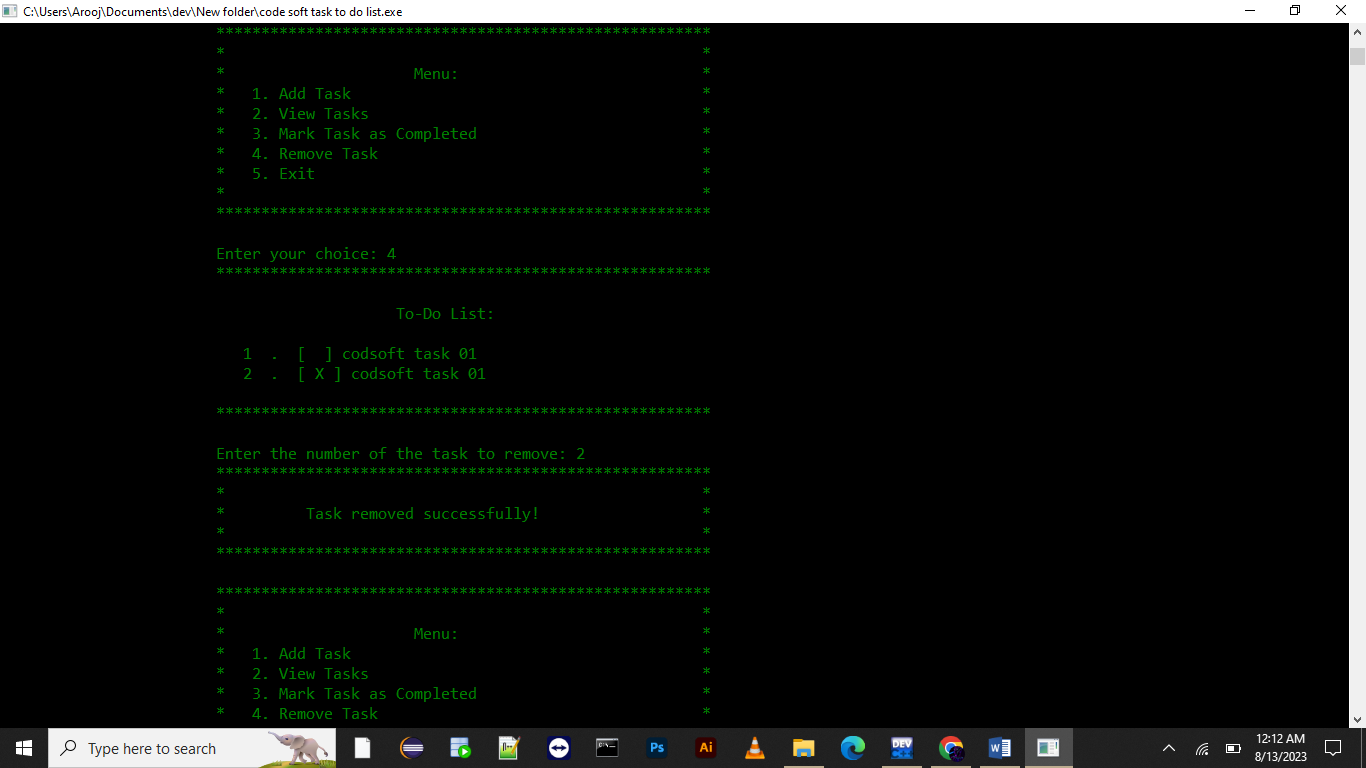 C:\Users\Arooj\Documents\dev\New folder\code soft task to do list.exe
*******************************************************
* *
* Menu: *
* 1. Add Task *
* 2. View Tasks *
* 3. Mark Task as Completed *
* 4. Remove Task *
* 5. Exit *
* *
*******************************************************
Enter your choice: 4
*******************************************************
To-Do List:
1 . [ ] codsoft task 01
2 . [ X ] codsoft task 01
*******************************************************
Enter the number of the task to remove: 2
*******************************************************
* *
* Task removed successfully! *
* *
*******************************************************
*******************************************************
* *
* Menu: *
* 1. Add Task *
* 2. View Tasks *
* 3. Mark Task as Completed *
* 4. Remove Task *
Type here to search
Ps
Ai
DEV
W
12:12 AM
8/13/2023